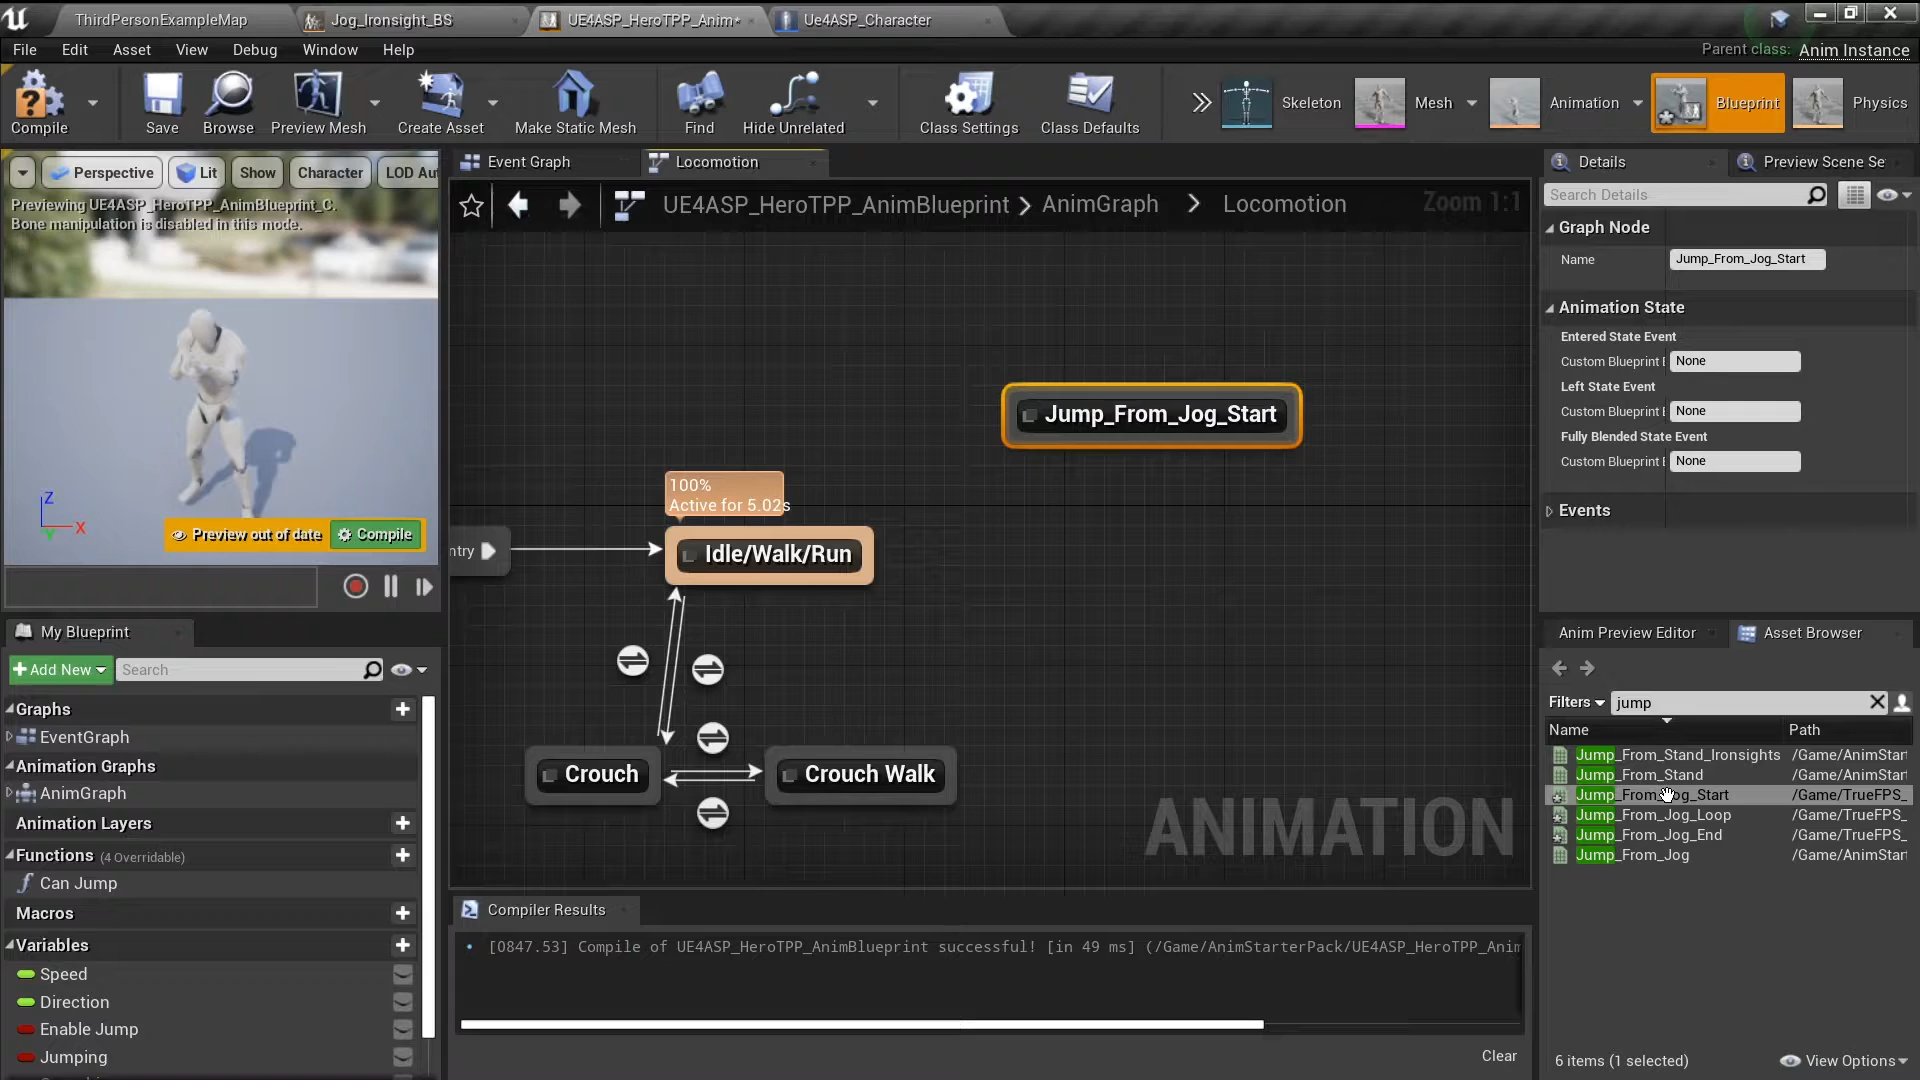 ThirdPersonExampleMap
Jog_Ironsight_BS
UE4ASP_HeroTPP_Anim*
Ue4ASP_Character
File Edit Asset View Debug Window Help
Parent class: Anim Instance
Compile
Save
Browse
Preview Mesh
Create Asset
Make Static Mesh
Find
Hide Unrelated
Class Settings
Class Defaults
Skeleton
Mesh
Animation
Blueprint
Physics
Perspective
Lit
Show
Character
LOD Aut
Previewing UE4ASP_HeroTPP_AnimBlueprint_C.
Bone manipulation is disabled in this mode.
Z
X
Y
Preview out of date
Compile
Event Graph
Locomotion
UE4ASP_HeroTPP_AnimBlueprint > AnimGraph > Locomotion
Zoom 1:1
Jump_From_Jog_Start
100%
Active for 5.02s
ntry
Idle/Walk/Run
Crouch
Crouch Walk
ANIMATION
Compiler Results
[0847.53] Compile of UE4ASP_HeroTPP_AnimBlueprint successful! [in 49 ms] (/Game/AnimStarterPack/UE4ASP_HeroTPP_Anim
Clear
My Blueprint
Add New
Search
Graphs
EventGraph
Animation Graphs
AnimGraph
Animation Layers
Functions (4 Overridable)
Can Jump
Macros
Variables
Speed
Direction
Enable Jump
Jumping
Details
Preview Scene Se
Search Details
Graph Node
Name
Jump_From_Jog_Start
Animation State
Entered State Event
Custom Blueprint E
None
Left State Event
Custom Blueprint E
None
Fully Blended State Event
Custom Blueprint E
None
Events
Anim Preview Editor
Asset Browser
Filters
jump
Name
Path
Jump_From_Stand_Ironsights /Game/AnimStart
Jump_From_Stand /Game/AnimStart
Jump_From_Jog_Start /Game/TrueFPS_
Jump_From_Jog_Loop /Game/TrueFPS_
Jump_From_Jog_End /Game/TrueFPS_
Jump_From_Jog /Game/AnimStart
6 items (1 selected)
View Options